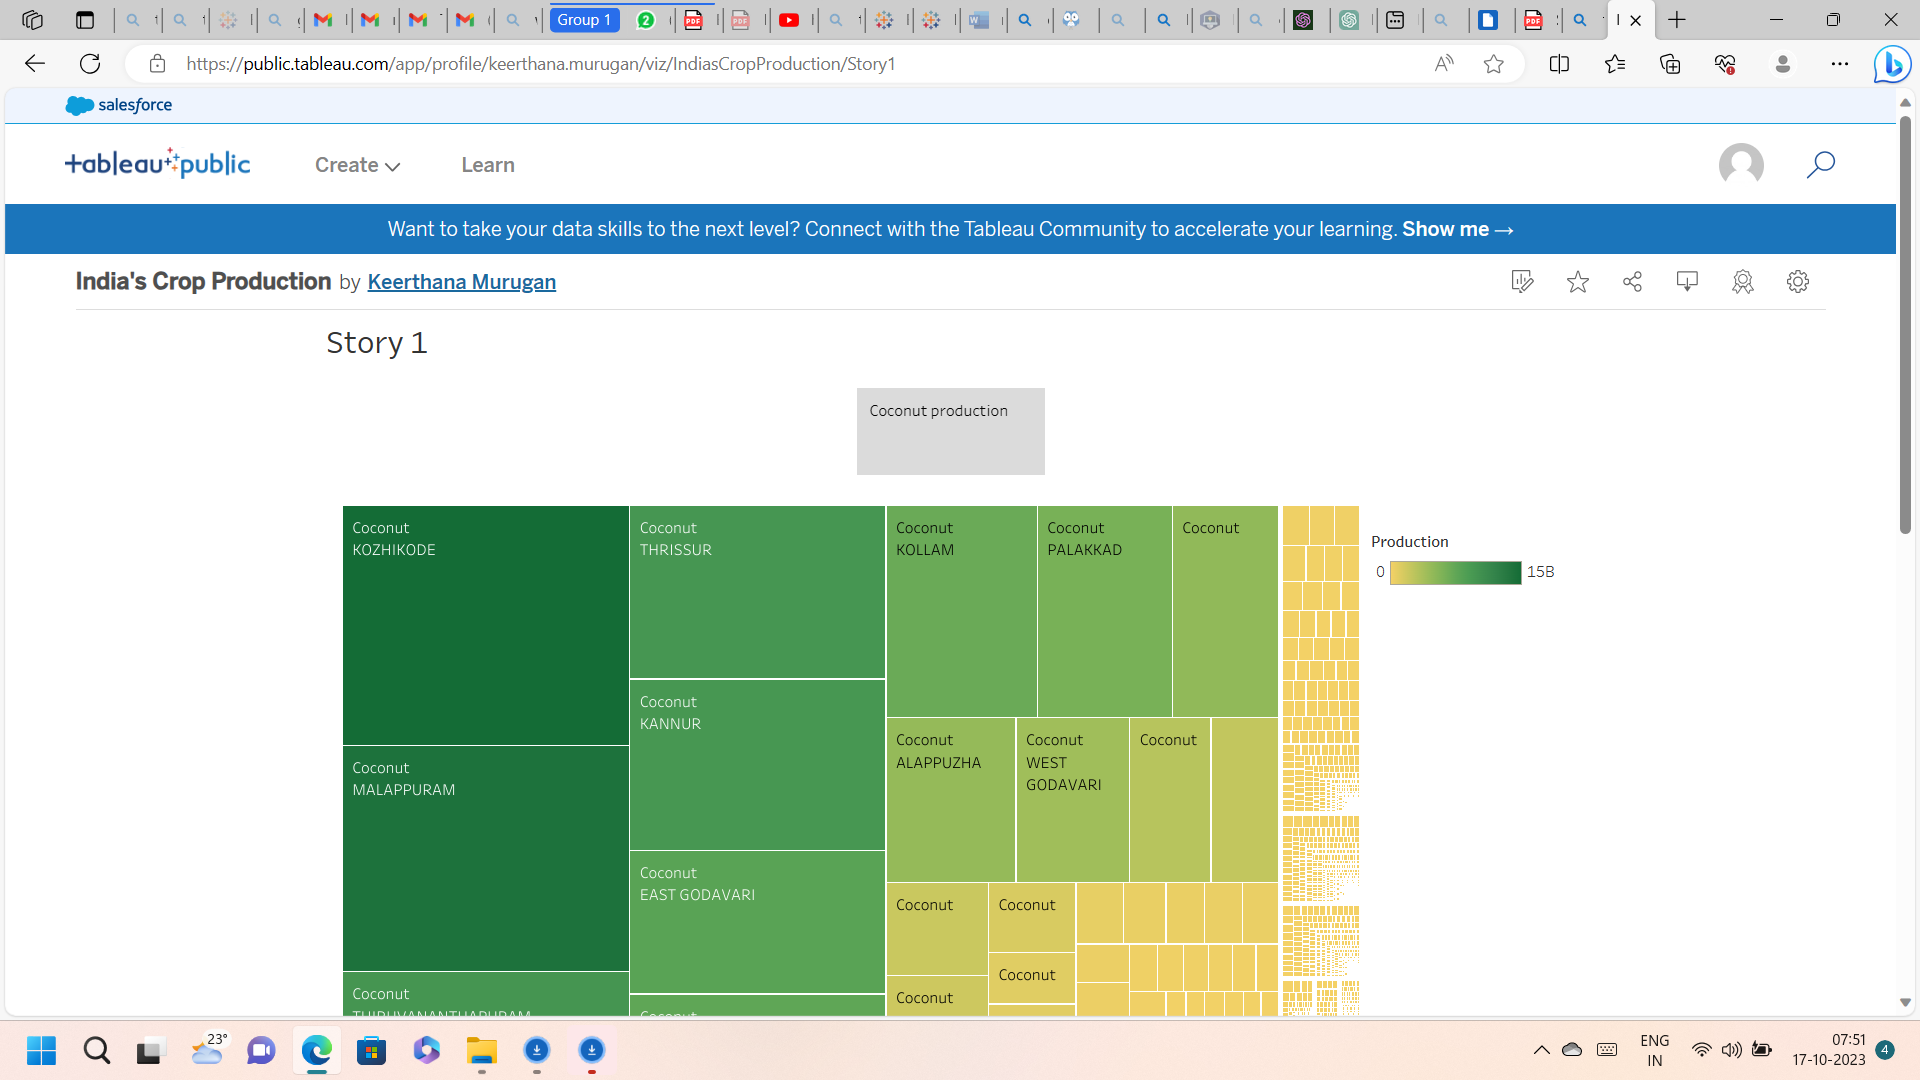 Group 1
2
https://public.tableau.com/app/profile/keerthana.murugan/viz/IndiasCropProduction/Story1
salesforce
tableau public
Create
Learn
Want to take your data skills to the next level? Connect with the Tableau Community to accelerate your learning. Show me →
India's Crop Production by Keerthana Murugan
Story 1
Coconut production
Coconut
KOZHIKODE
Coconut
THRISSUR
Coconut
KOLLAM
Coconut
PALAKKAD
Coconut
Production
0
15B
Coconut
KANNUR
Coconut
ALAPPUZHA
Coconut
WEST
GODAVARI
Coconut
Coconut
MALAPPURAM
Coconut
EAST GODAVARI
Coconut
Coconut
Coconut
Coconut
Coconut
THIRUVANANTHAPURAM
Coconut
23°
ENG
IN
07:51
17-10-2023
4